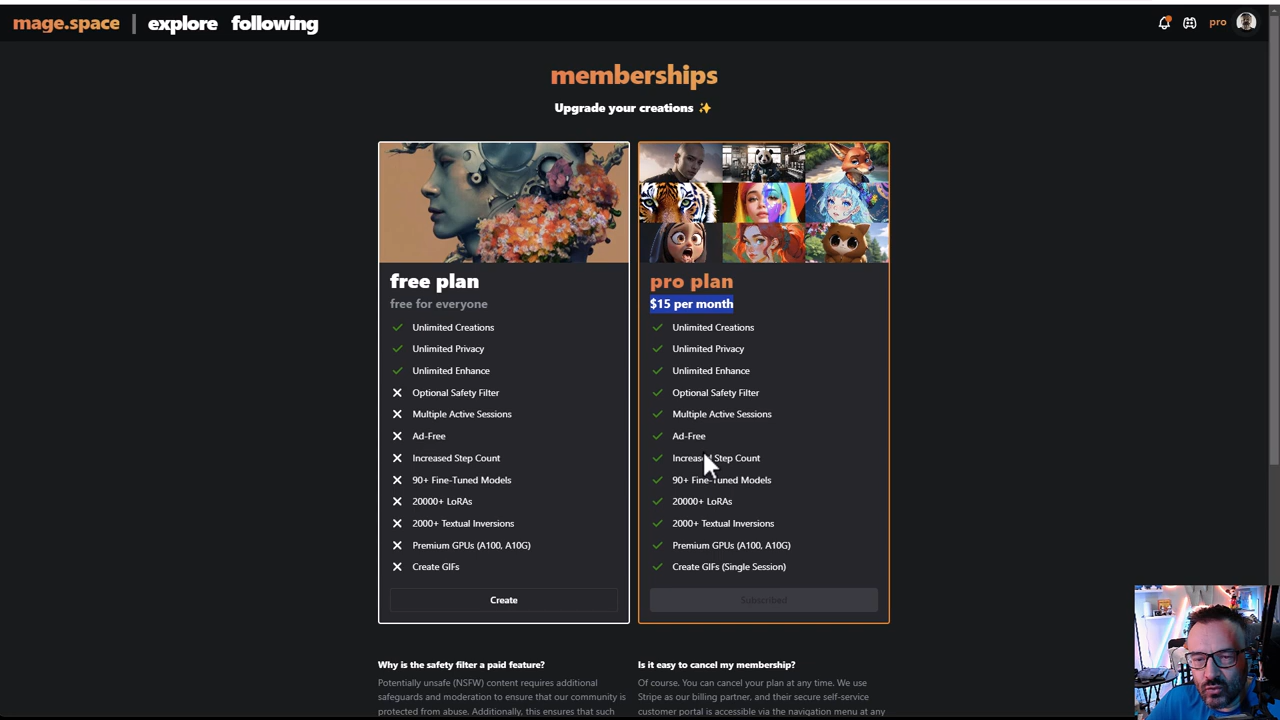 mage.space | explore following
pro
memberships
Upgrade your creations ✨
free plan
free for everyone
Unlimited Creations
Unlimited Privacy
Unlimited Enhance
Optional Safety Filter
Multiple Active Sessions
Ad-Free
Increased Step Count
90+ Fine-Tuned Models
20000+ LoRAs
2000+ Textual Inversions
Premium GPUs (A100, A10G)
Create GIFs
Create
pro plan
$15 per month
Unlimited Creations
Unlimited Privacy
Unlimited Enhance
Optional Safety Filter
Multiple Active Sessions
Ad-Free
Increased Step Count
90+ Fine-Tuned Models
20000+ LoRAs
2000+ Textual Inversions
Premium GPUs (A100, A10G)
Create GIFs (Single Session)
Subscribed
Why is the safety filter a paid feature?
Potentially unsafe (NSFW) content requires additional
safeguards and moderation to ensure that our community is
protected from abuse. Additionally, this ensures that such
Is it easy to cancel my membership?
Of course. You can cancel your plan at any time. We use
Stripe as our billing partner, and their secure self-service
customer portal is accessible via the navigation menu at any